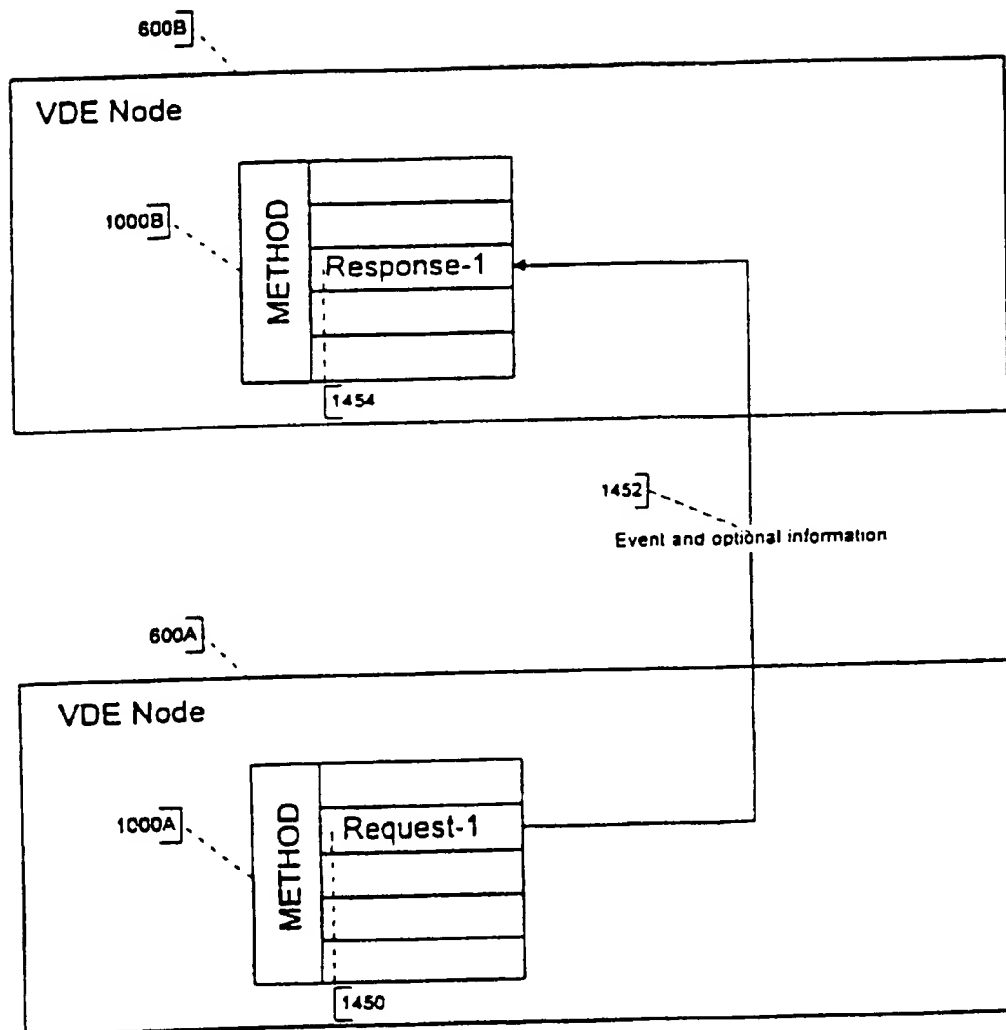 600B
VDE Node
1000B
METHOD
Response-1
1454
1452
Event and optional information
600A
VDE Node
1000A
METHOD
Request-1
1450